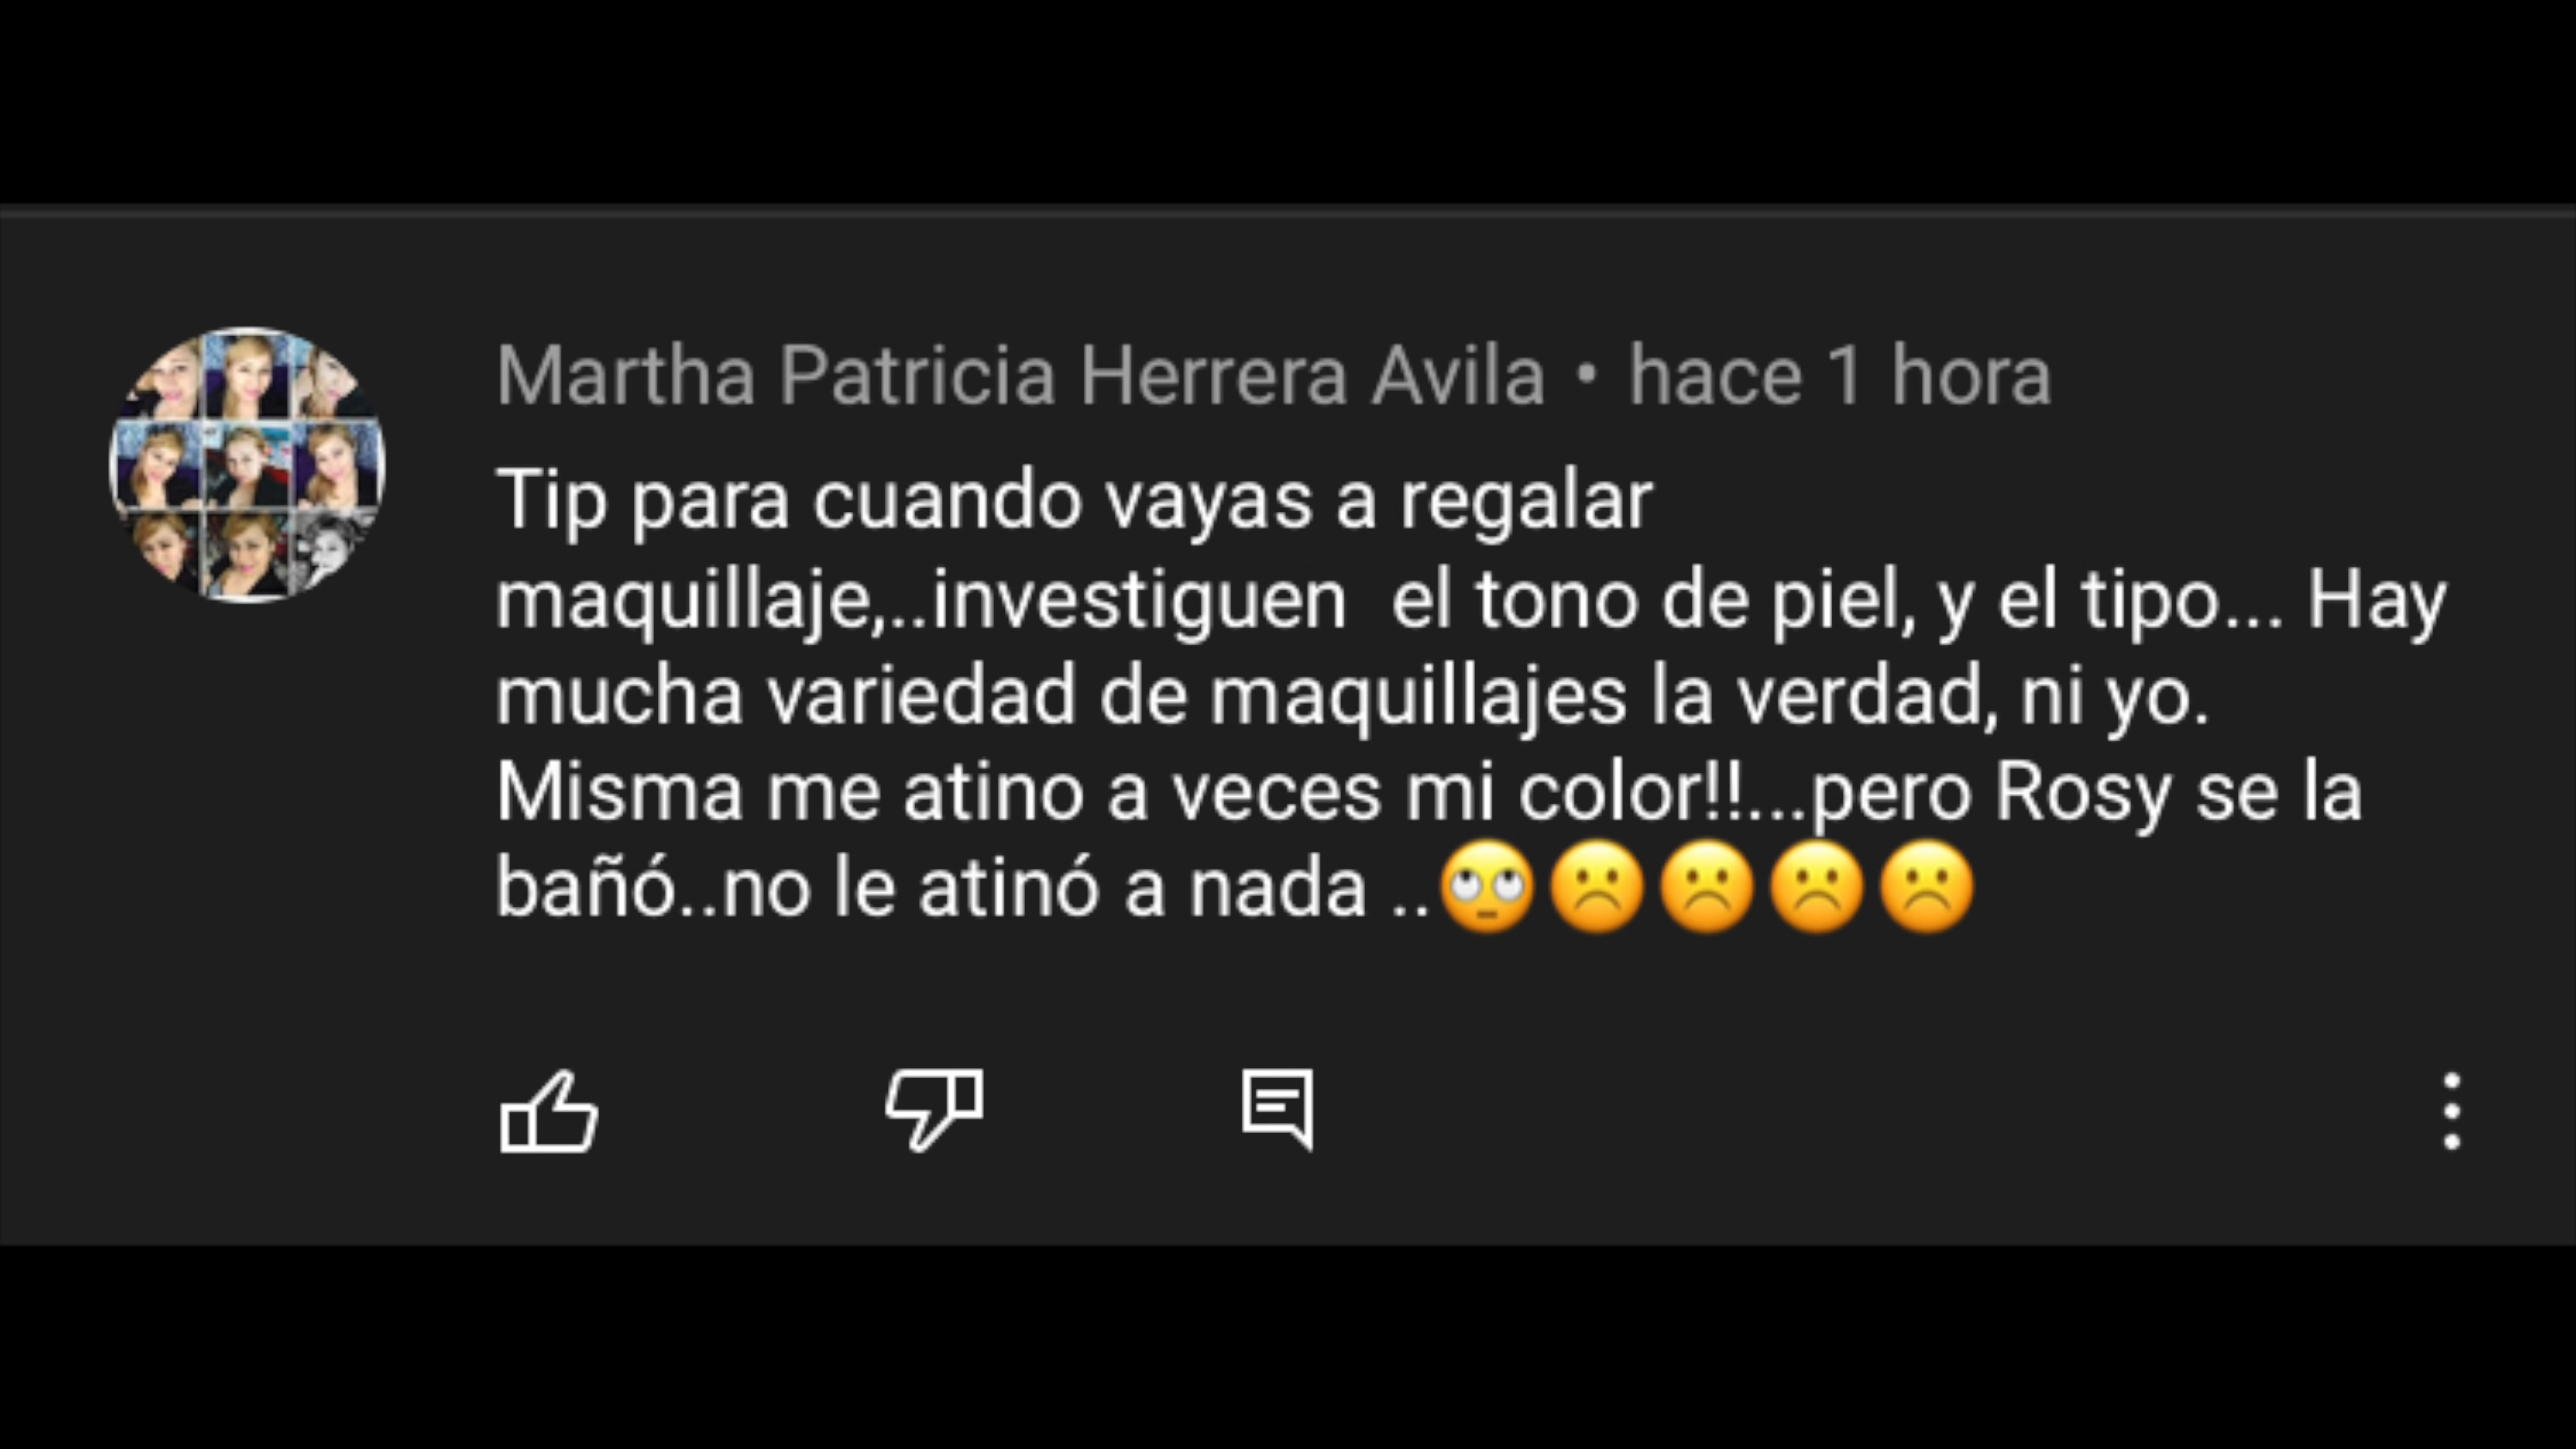 Martha Patricia Herrera Avila • hace 1 hora
Tip para cuando vayas a regalar
maquillaje,..investiguen  el tono de piel, y el tipo... Hay
mucha variedad de maquillajes la verdad, ni yo.
Misma me atino a veces mi color!!...pero Rosy se la
bañó..no le atinó a nada ..🙄☹️☹️☹️☹️